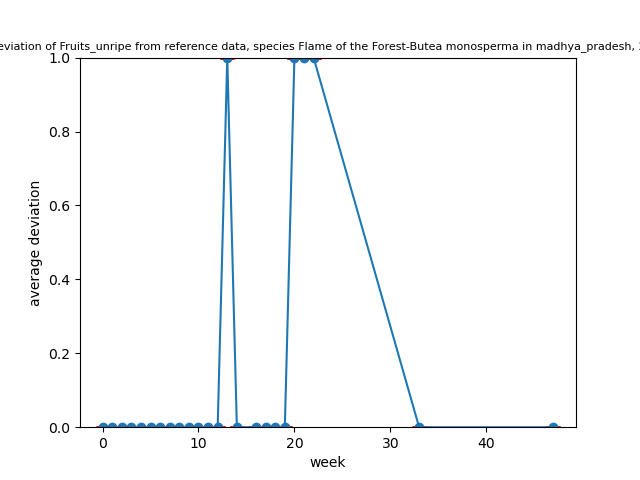 eviation of Fruits_unripe from reference data, species Flame of the Forest-Butea monosperma in madhya_pradesh,
1.0
0.8
0.6
0.4
0.2
0.0
average deviation
0 10 20 30 40
week